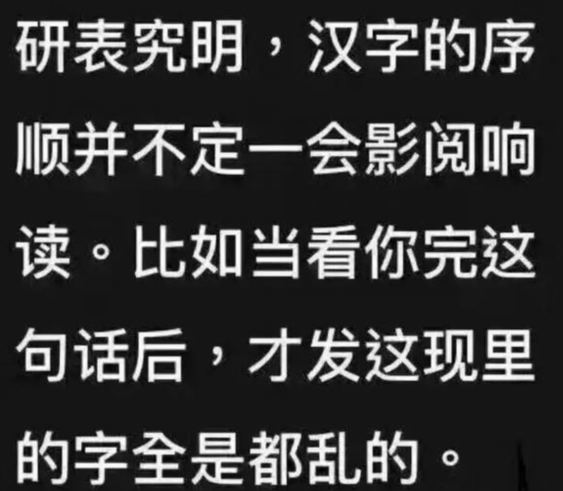 研表究明，汉字的序
顺并不定一会影阅响
读。比如当看你完这
句话后，才发这现里
的字全是都乱的。